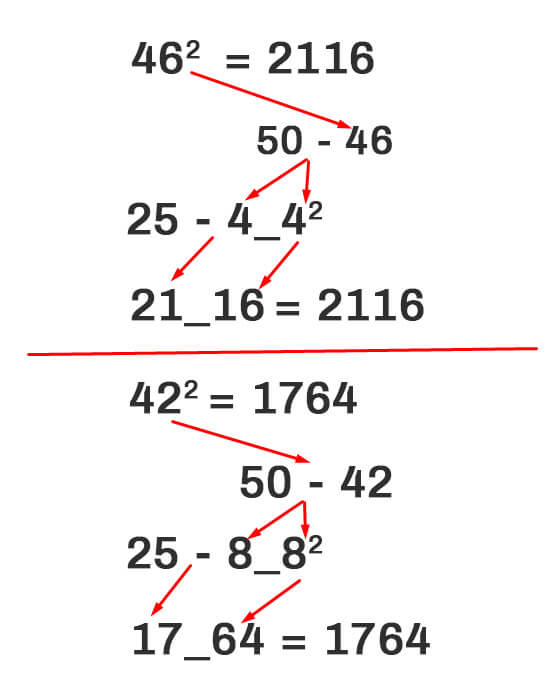 46² = 2116
50 - 46
25 - 4_4²
21_16 = 2116
42² = 1764
50 - 42
25 - 8_8²
17_64 = 1764